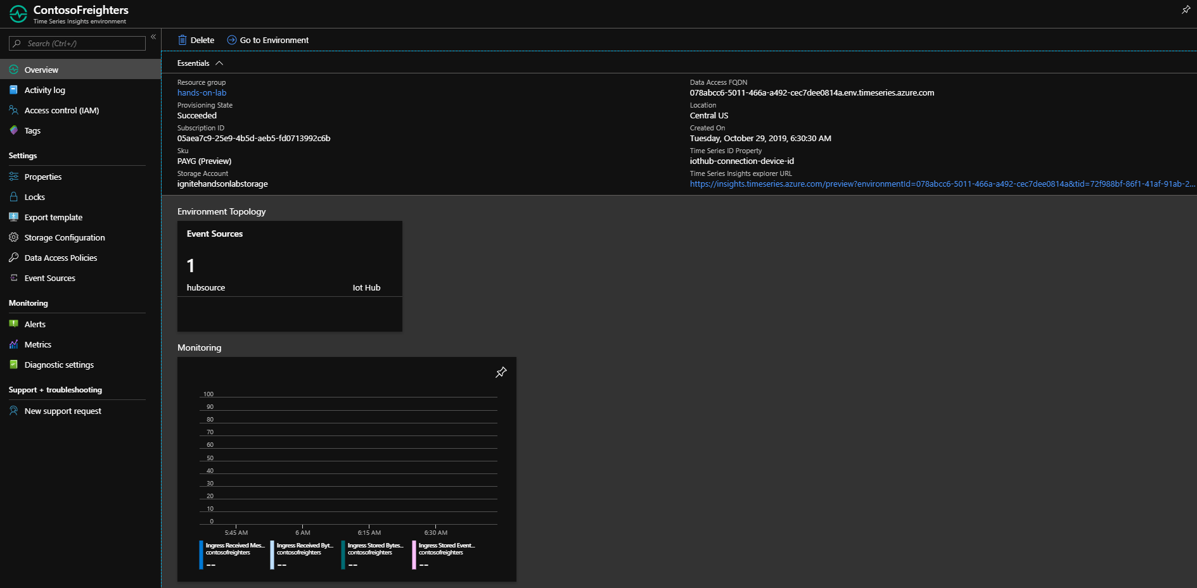 ContosoFreighters
Time Series Insights environment
Search (Ctrl+/)
Overview
Activity log
Access control (IAM)
Tags
Settings
Properties
Locks
Export template
Storage Configuration
Data Access Policies
Event Sources
Monitoring
Alerts
Metrics
Diagnostic settings
Support + troubleshooting
New support request
Delete
Go to Environment
Essentials
Resource group
hands-on-lab
Provisioning State
Succeeded
Subscription ID
05aea7c9-25e9-4b5d-aeb5-fd0713992c6b
Sku
PAYG (Preview)
Storage Account
ignitehandsonlabstorage
Data Access FQDN
078abcc6-5011-466a-a492-cec7dee0814a.env.timeseries.azure.com
Location
Central US
Created On
Tuesday, October 29, 2019, 6:30:30 AM
Time Series ID Property
iothub-connection-device-id
Time Series Insights explorer URL
https://insights.timeseries.azure.com/preview?environmentId=078abcc6-5011-466a-a492-cec7dee0814a&tid=72f988bf-86f1-41af-91ab-2...
Environment Topology
Event Sources
1
hubsource Iot Hub
Monitoring
100
90
80
70
60
50
40
30
20
10
0
5:45 AM 6 AM 6:15 AM 6:30 AM
Ingress Received Mes... Ingress Received Byt... Ingress Stored Bytes... Ingress Stored Event...
contosofreighters contosofreighters contosofreighters contosofreighters
-- -- -- --